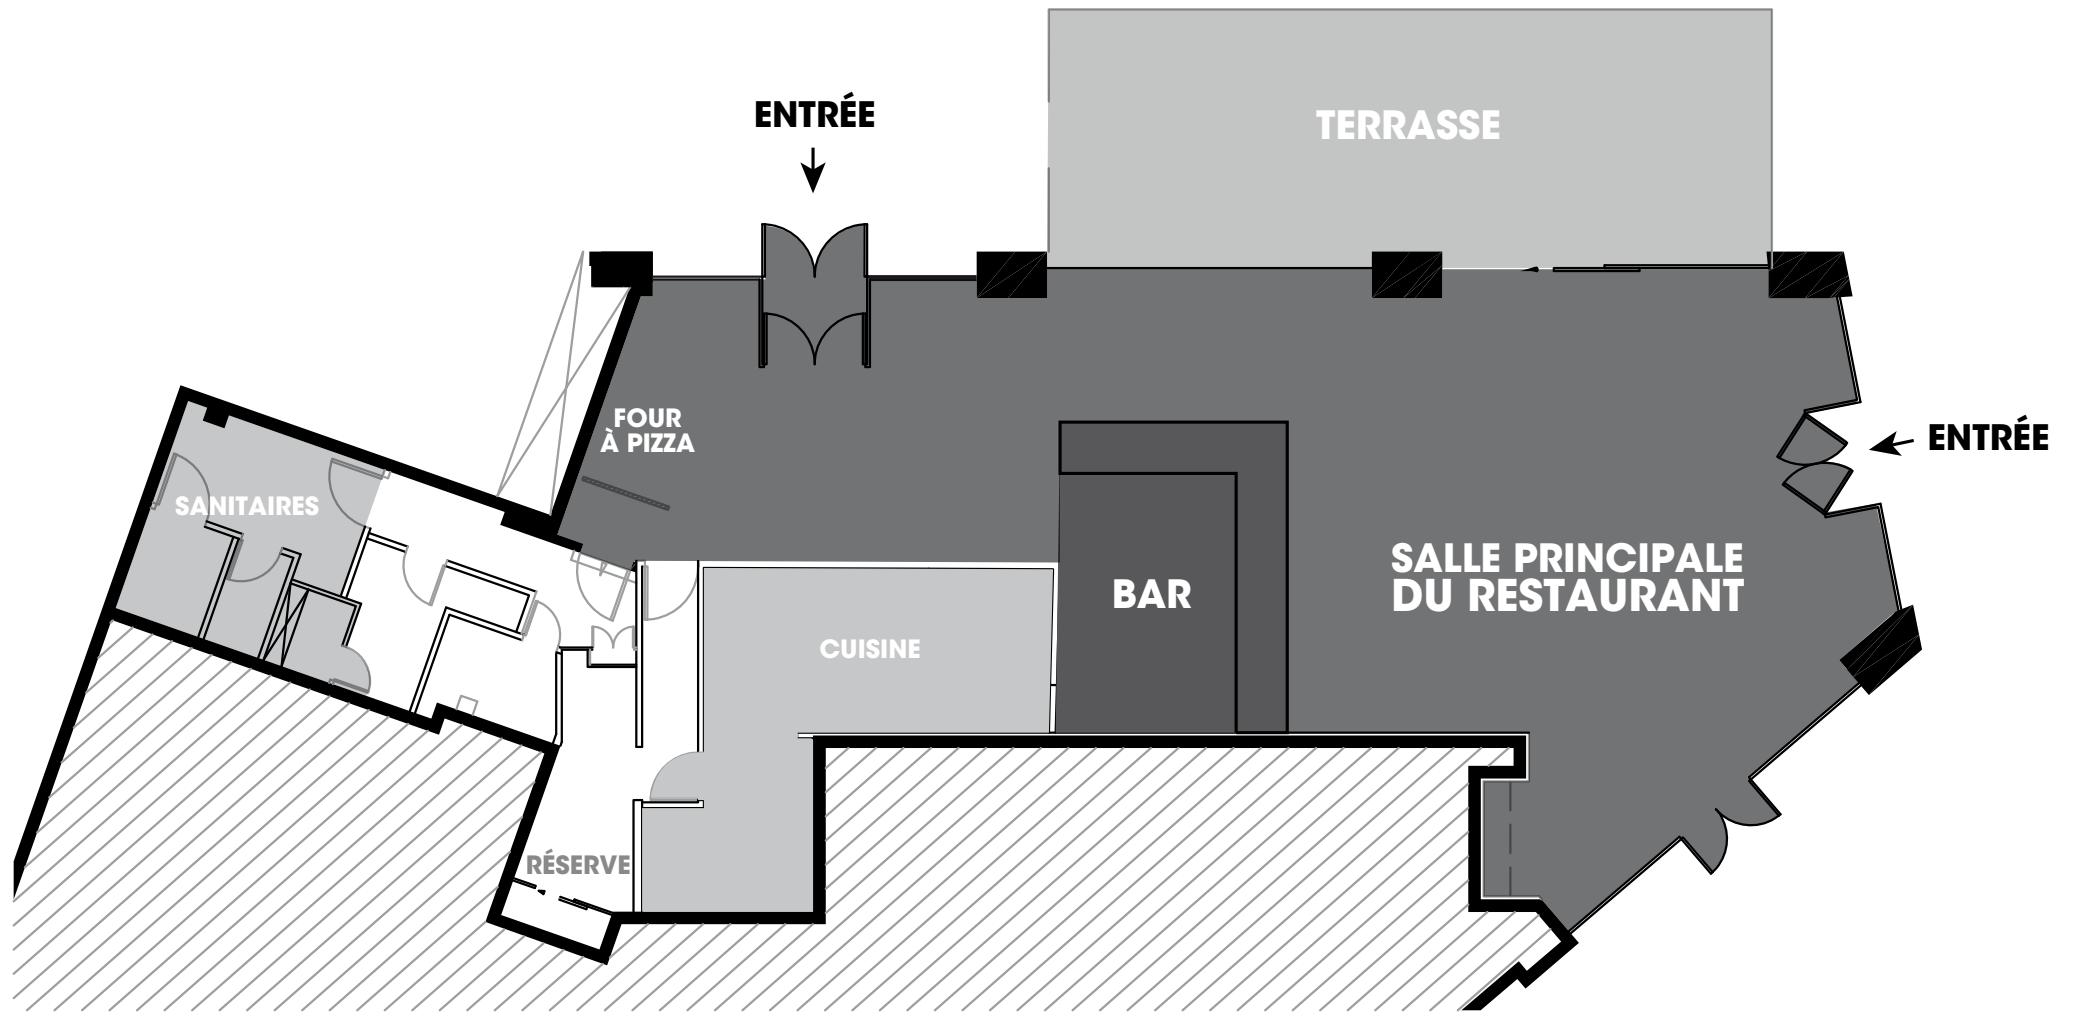 ENTRÉE
TERRASSE
FOUR
À PIZZA
ENTRÉE
SANITAIRES
SALLE PRINCIPALE
DU RESTAURANT
BAR
CUISINE
RÉSERVE